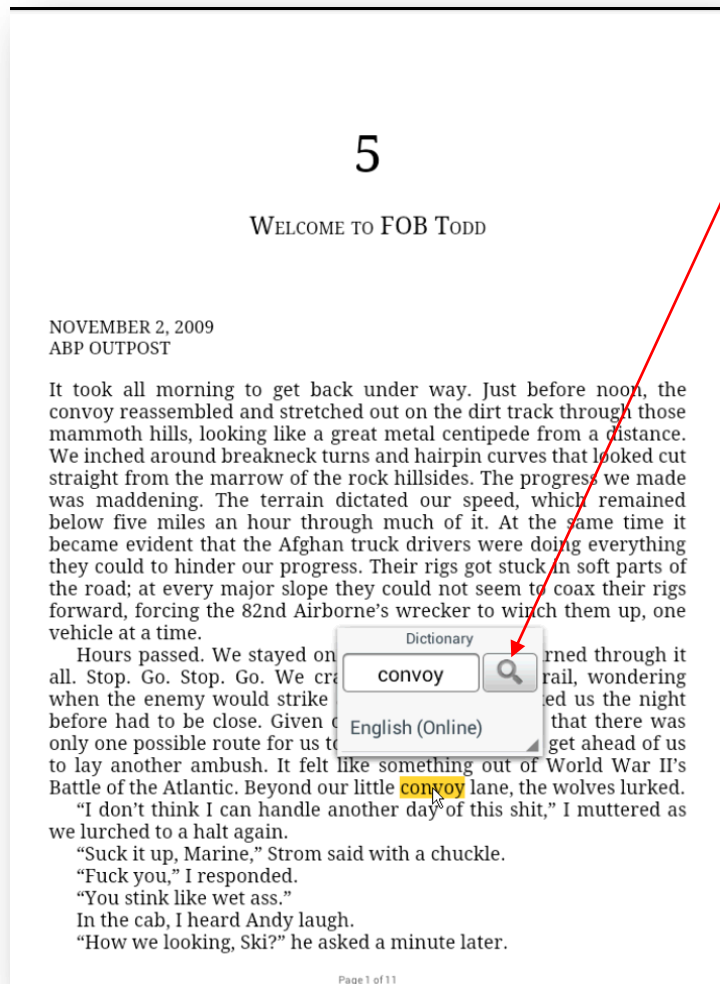 5
WELCOME TO FOB TODD
NOVEMBER 2, 2009
ABP OUTPOST
It took all morning to get back under way. Just before noon, the
convoy reassembled and stretched out on the dirt track through those
mammoth hills, looking like a great metal centipede from a distance.
We inched around breakneck turns and hairpin curves that looked cut
straight from the marrow of the rock hillsides. The progress we made
was maddening. The terrain dictated our speed, which remained
below five miles an hour through much of it. At the same time it
became evident that the Afghan truck drivers were doing everything
they could to hinder our progress. Their rigs got stuck in soft parts of
the road; at every major slope they could not seem to coax their rigs
forward, forcing the 82nd Airborne’s wrecker to winch them up, one
vehicle at a time.
Hours passed. We stayed on rned through it
all. Stop. Go. Stop. Go. We cra rail, wondering
when the enemy would strike ed us the night
before had to be close. Given that there was
only one possible route for us to get ahead of us
to lay another ambush. It felt like something out of World War II’s
Battle of the Atlantic. Beyond our little convoy lane, the wolves lurked.
“I don’t think I can handle another day of this shit,” I muttered as
we lurched to a halt again.
“Suck it up, Marine,” Strom said with a chuckle.
“Fuck you,” I responded.
“You stink like wet ass.”
In the cab, I heard Andy laugh.
“How we looking, Ski?” he asked a minute later.
Dictionary
convoy
English (Online)
Page 1 of 11